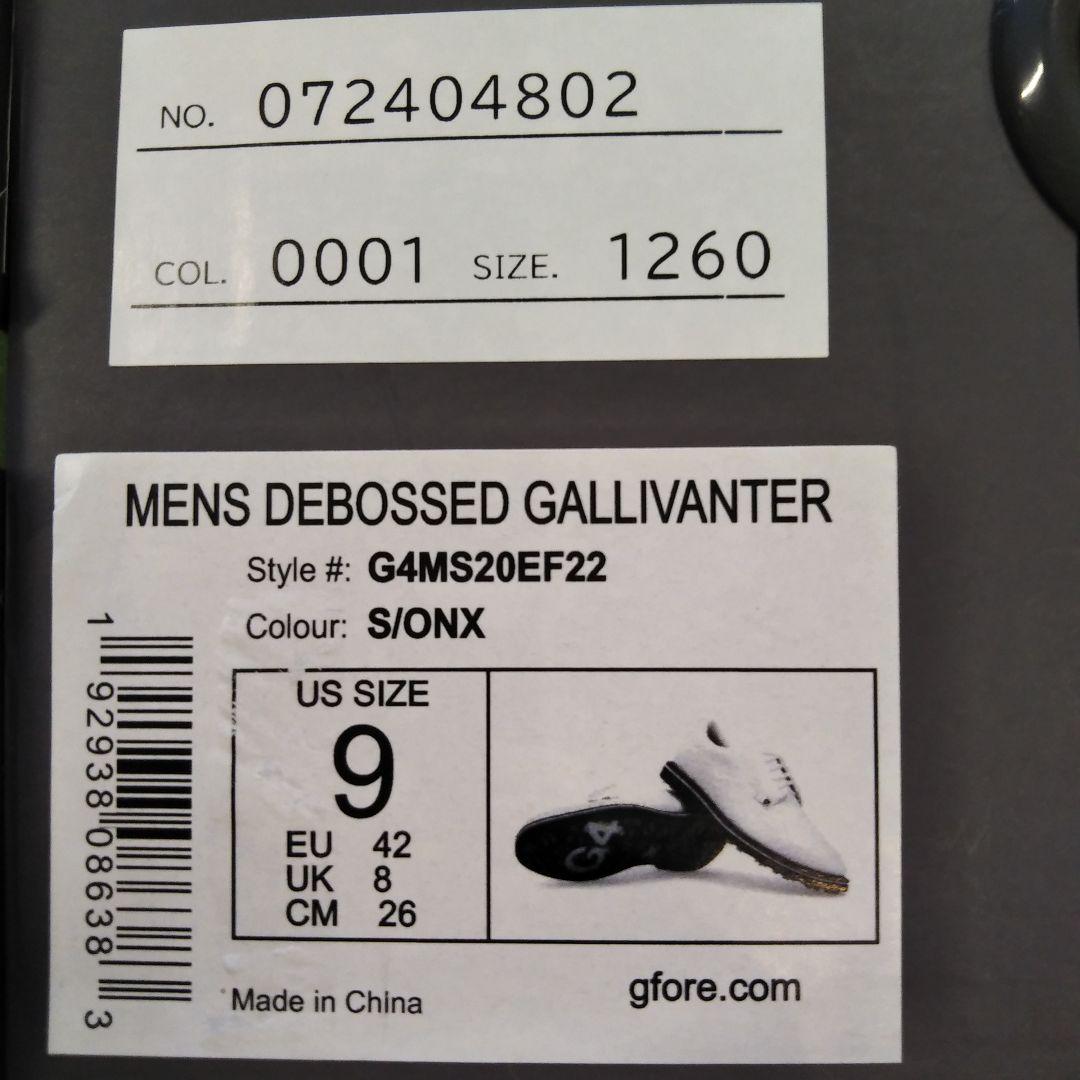 NO. 072404802
COL. 0001 SIZE. 1260
MENS DEBOSSED GALLIVANTER
Style #: G4MS20EF22
Colour: S/ONX
1 92938 08638 3
US SIZE
9
EU 42
UK 8
CM 26
G4
Made in China
gfore.com